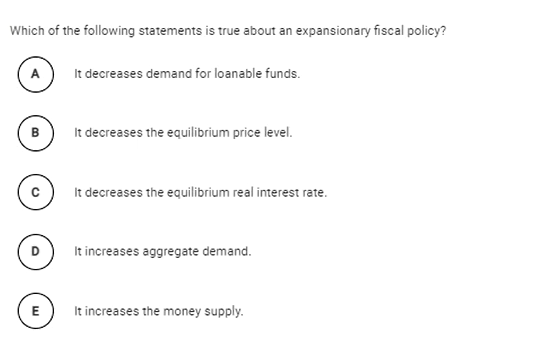 Which of the following statements is true about an expansionary fiscal policy?
A It decreases demand for loanable funds.
B It decreases the equilibrium price level.
C It decreases the equilibrium real interest rate.
D It increases aggregate demand.
E It increases the money supply.